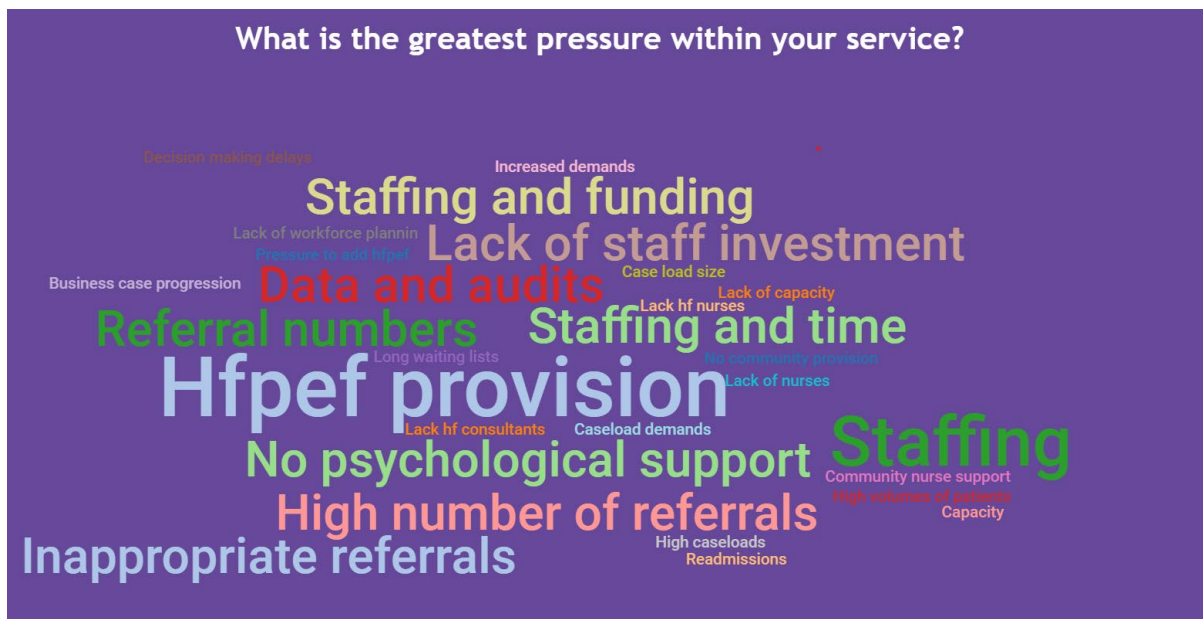 What is the greatest pressure within your service?
Decision making delays
Increased demands
Staffing and funding
Lack of workforce plannin
Lack of staff investment
Pressure to add hfpef
Case load size
Business case progression
Data and audits
Lack of capacity
Lack hf nurses
Referral numbers
Staffing and time
Long waiting lists
No community provision
Hfpef provision
Lack of nurses
Lack hf consultants
Caseload demands
Staffing
No psychological support
Community nurse support
High volumes of patients
High number of referrals
Capacity
High caseloads
Inappropriate referrals
Readmissions